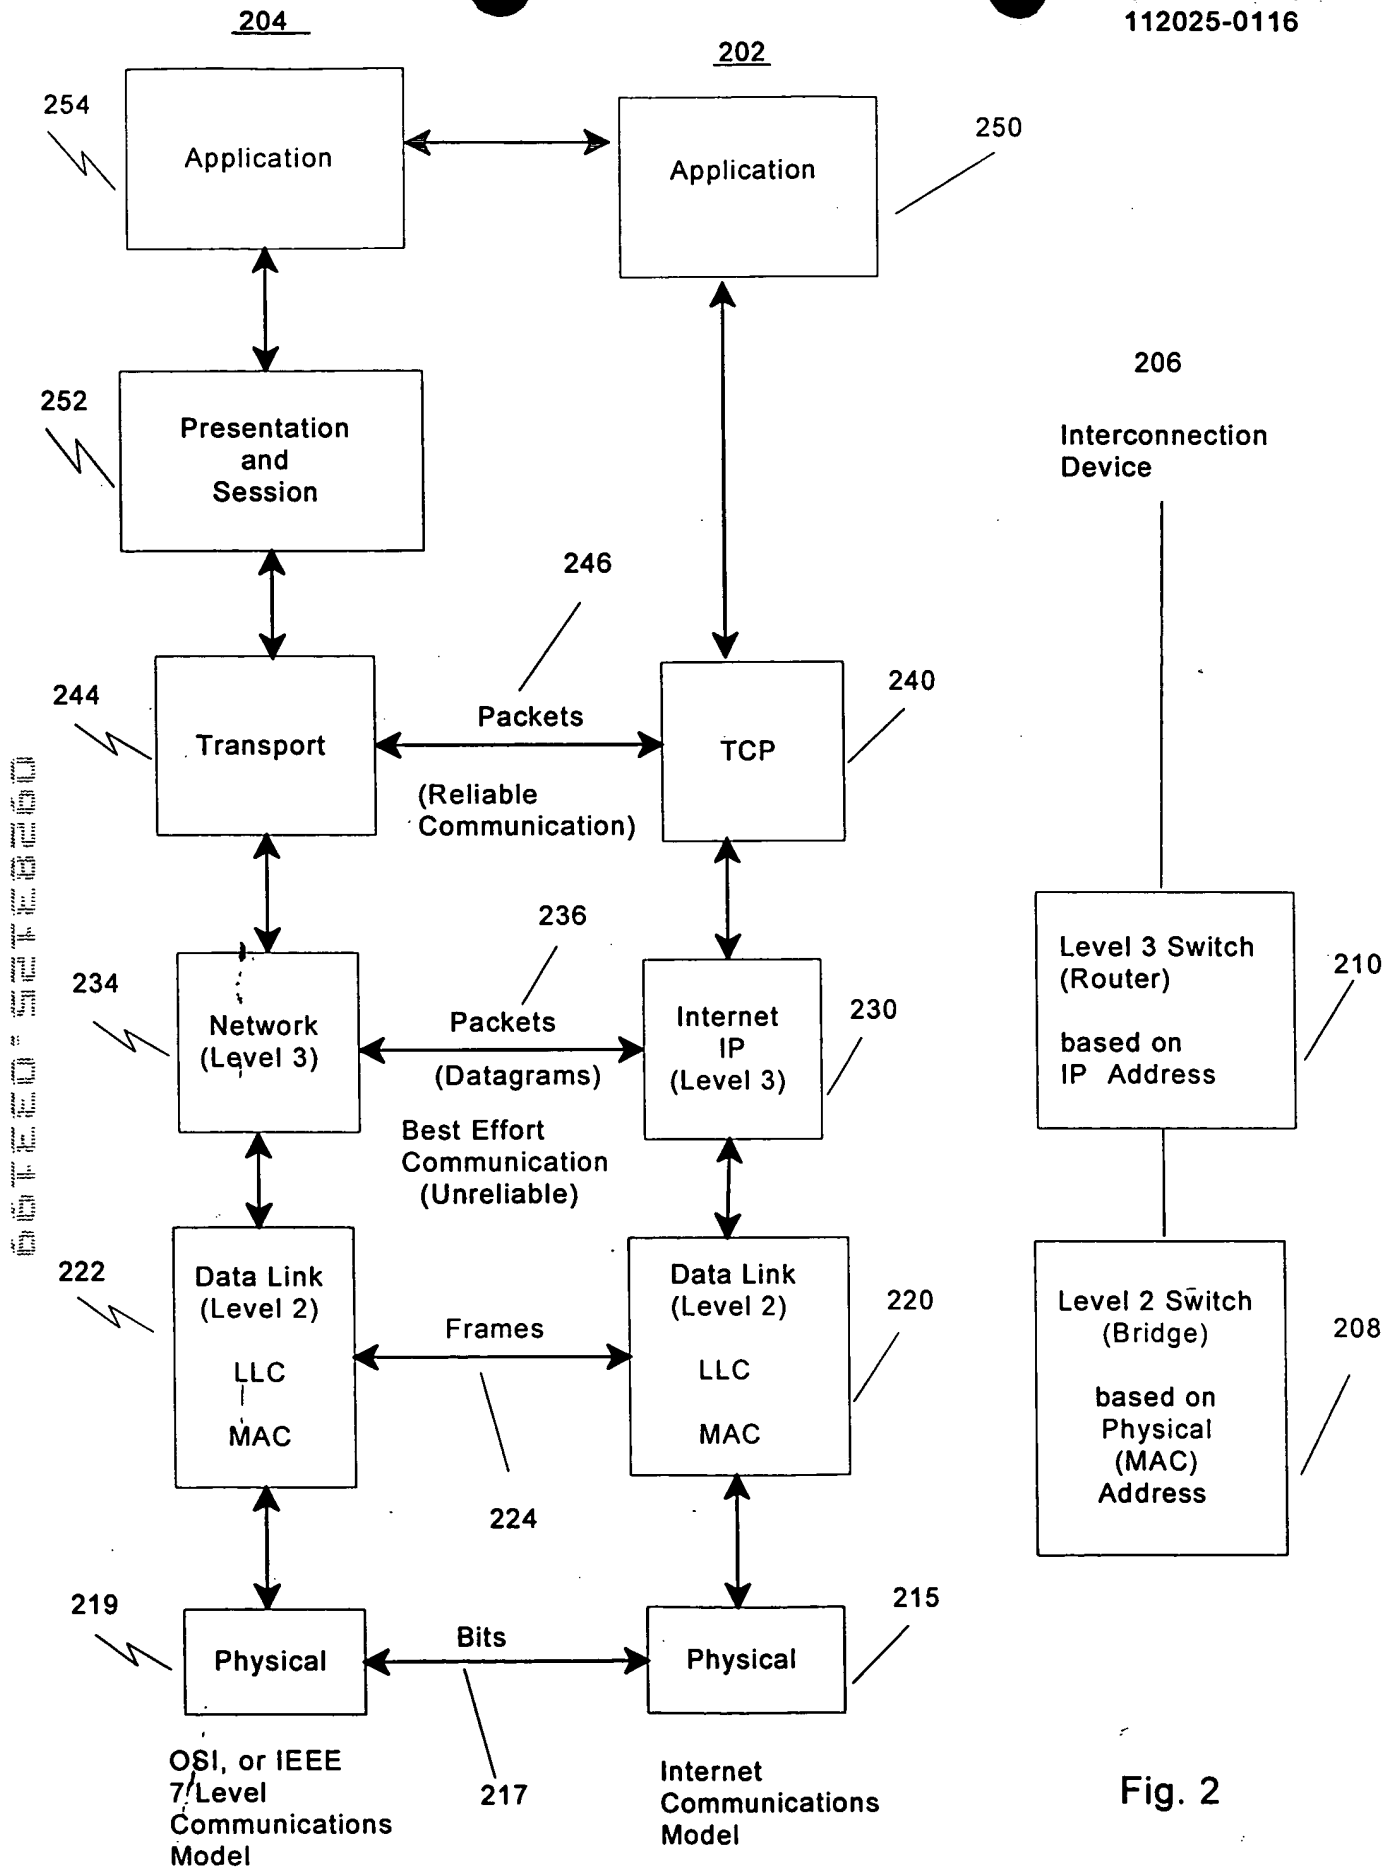 204
112025-0116
202
254
250
Application
Application
206
252
Interconnection
Device
Presentation
and
Session
246
244
240
Packets
Transport
TCP
(Reliable
Communication)
236
234
210
Level 3 Switch
(Router)
based on
IP Address
Network
(Level 3)
Packets
(Datagrams)
Internet
IP
(Level 3)
230
Best Effort
Communication
(Unreliable)
222
Data Link
(Level 2)
LLC
MAC
Frames
Data Link
(Level 2)
LLC
MAC
220
Level 2 Switch
(Bridge)
based on
Physical
(MAC)
Address
208
224
219
215
Physical
Bits
Physical
217
OSI, or IEEE
7 Level
Communications
Model
Internet
Communications
Model
Fig. 2